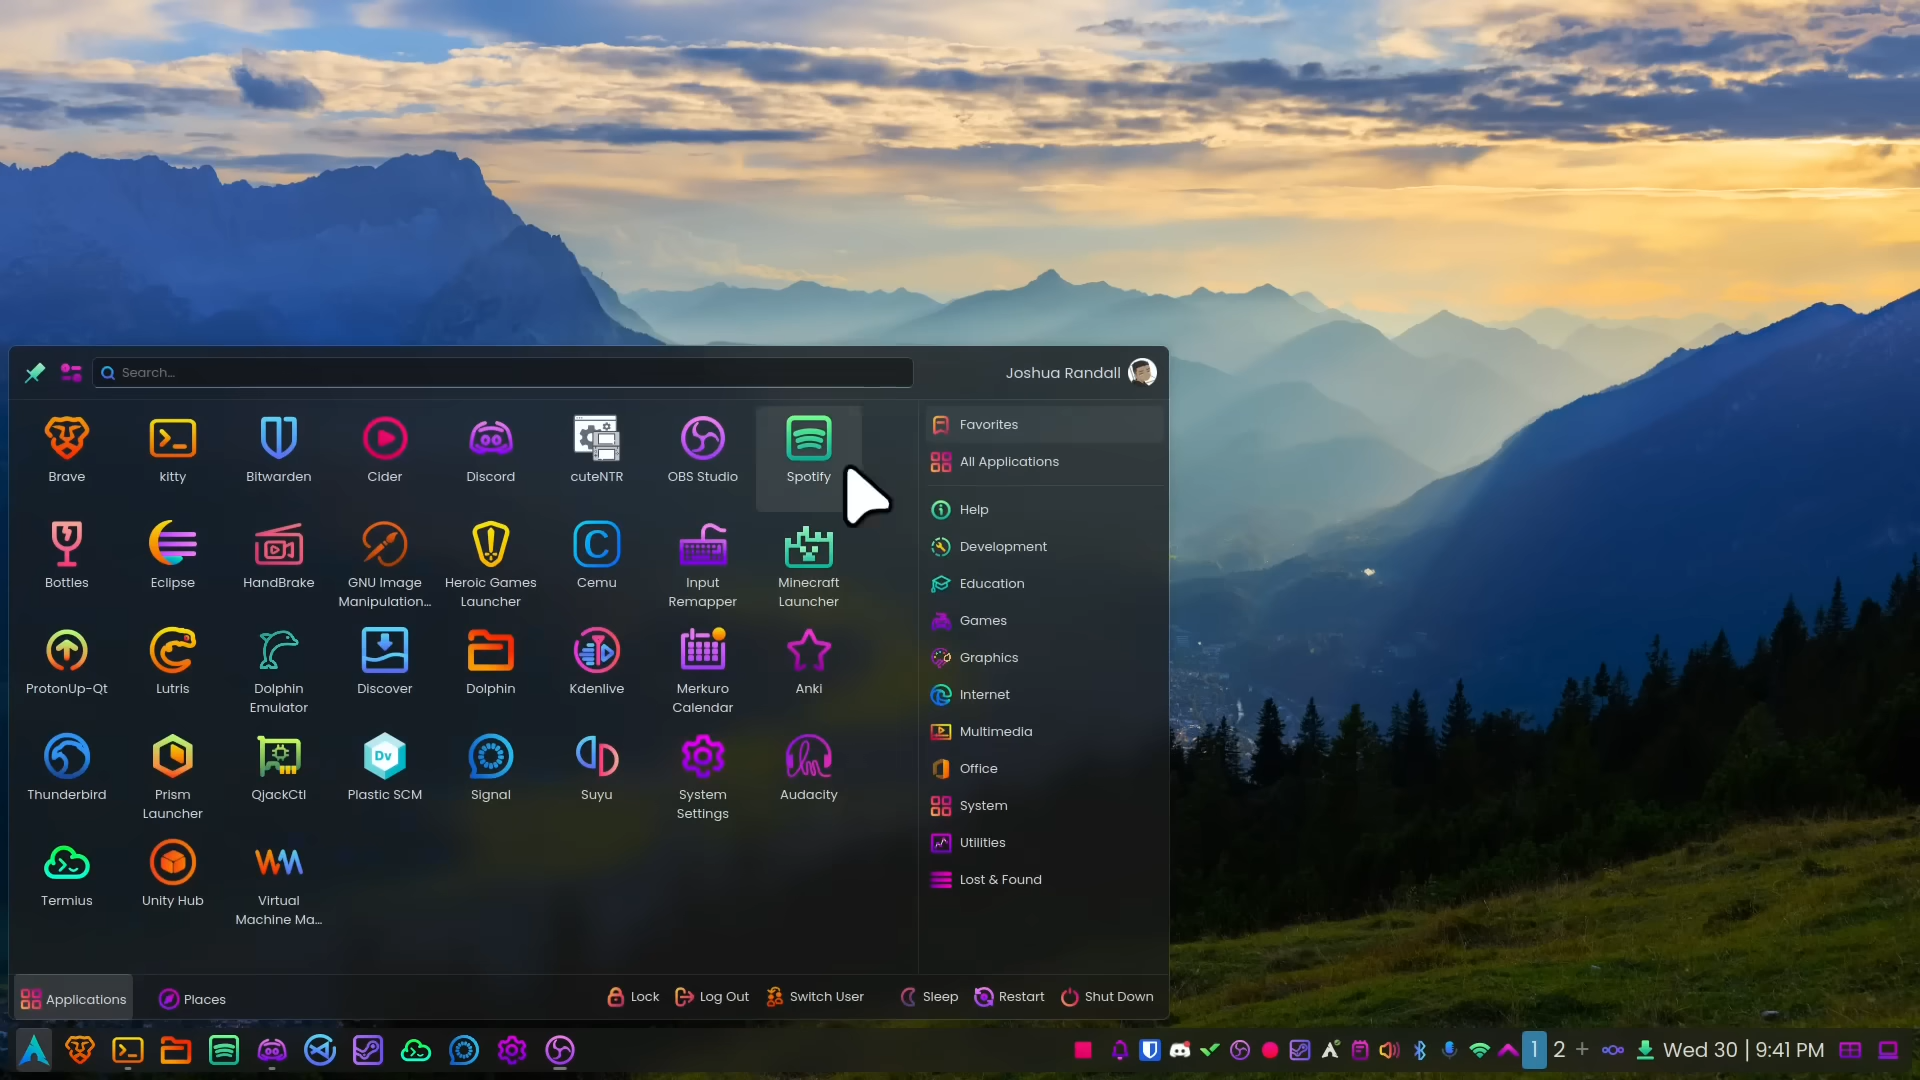 Search...
Joshua Randall
Brave
kitty
Bitwarden
Cider
Discord
cuteNTR
OBS Studio
Spotify
Bottles
Eclipse
HandBrake
GNU Image
Manipulation...
Heroic Games
Launcher
Cemu
Input
Remapper
Minecraft
Launcher
ProtonUp-Qt
Lutris
Dolphin
Emulator
Discover
Dolphin
Kdenlive
Merkuro
Calendar
Anki
Thunderbird
Prism
Launcher
QjackCtl
Dv
Plastic SCM
Signal
Suyu
System
Settings
Audacity
Termius
Unity Hub
Virtual
Machine Ma...
Favorites
All Applications
Help
Development
Education
Games
Graphics
Internet
Multimedia
Office
System
Utilities
Lost & Found
Applications
Places
Lock
Log Out
Switch User
Sleep
Restart
Shut Down
1
2
Wed 30 | 9:41 PM